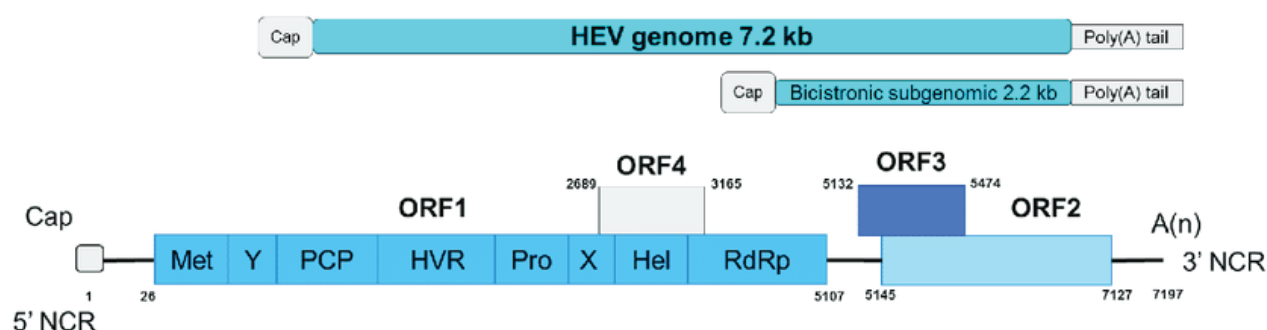 Cap HEV genome 7.2 kb Poly(A) tail
Cap Bicistronic subgenomic 2.2 kb Poly(A) tail
ORF4 ORF3
2689 3165 5132 5474
ORF1 ORF2
Cap A(n)
Met Y PCP HVR Pro X Hel RdRp 3' NCR
1 26 5107 5145 7127 7197
5' NCR